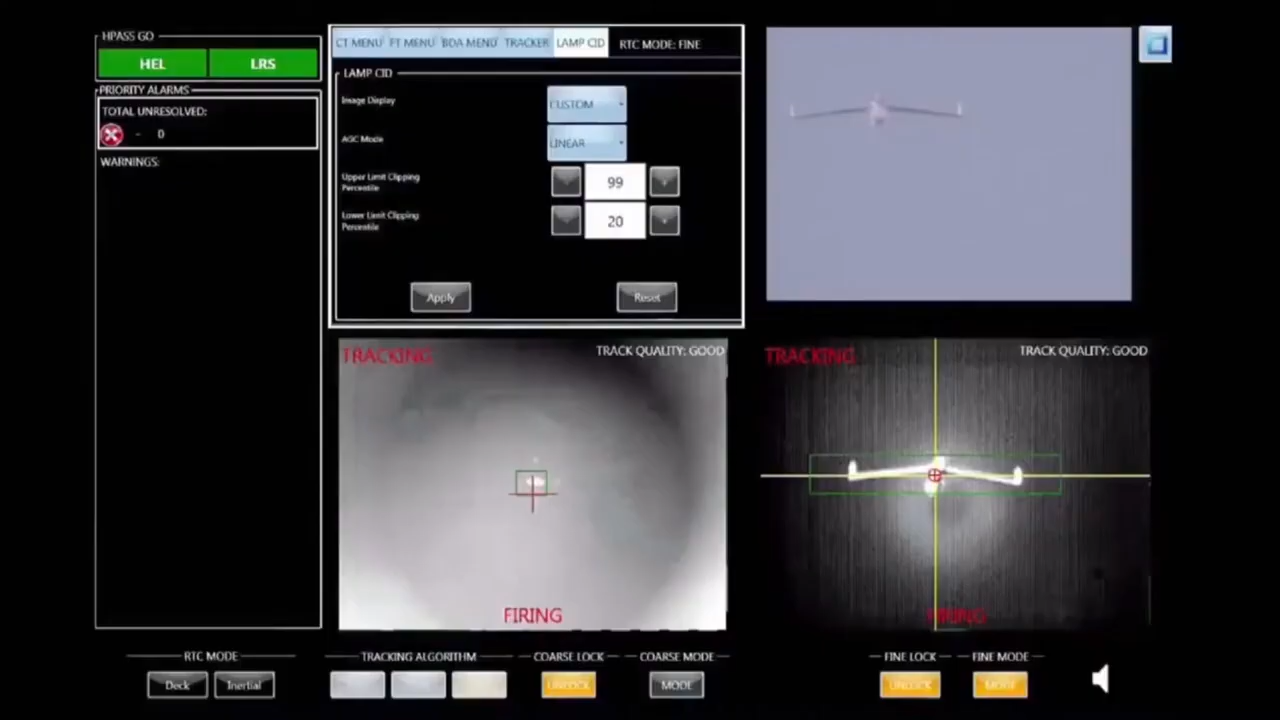 HPASS GO
HEL LRS
PRIORITY ALARMS
TOTAL UNRESOLVED:
- 0
WARNINGS:
CT MENU FT MENU BDA MENU TRACKER LAMP CID RTC MODE: FINE
LAMP CID
Image Display CUSTOM
AGC Mode LINEAR
Upper Limit Clipping
Percentile
- 99 +
Lower Limit Clipping
Percentile
- 20 +
Apply Reset
TRACKING TRACK QUALITY: GOOD
FIRING
TRACKING TRACK QUALITY: GOOD
FIRING
RTC MODE
Deck Inertial
TRACKING ALGORITHM
COARSE LOCK
UNLOCK
COARSE MODE
MODE
FINE LOCK
UNLOCK
FINE MODE
MODE